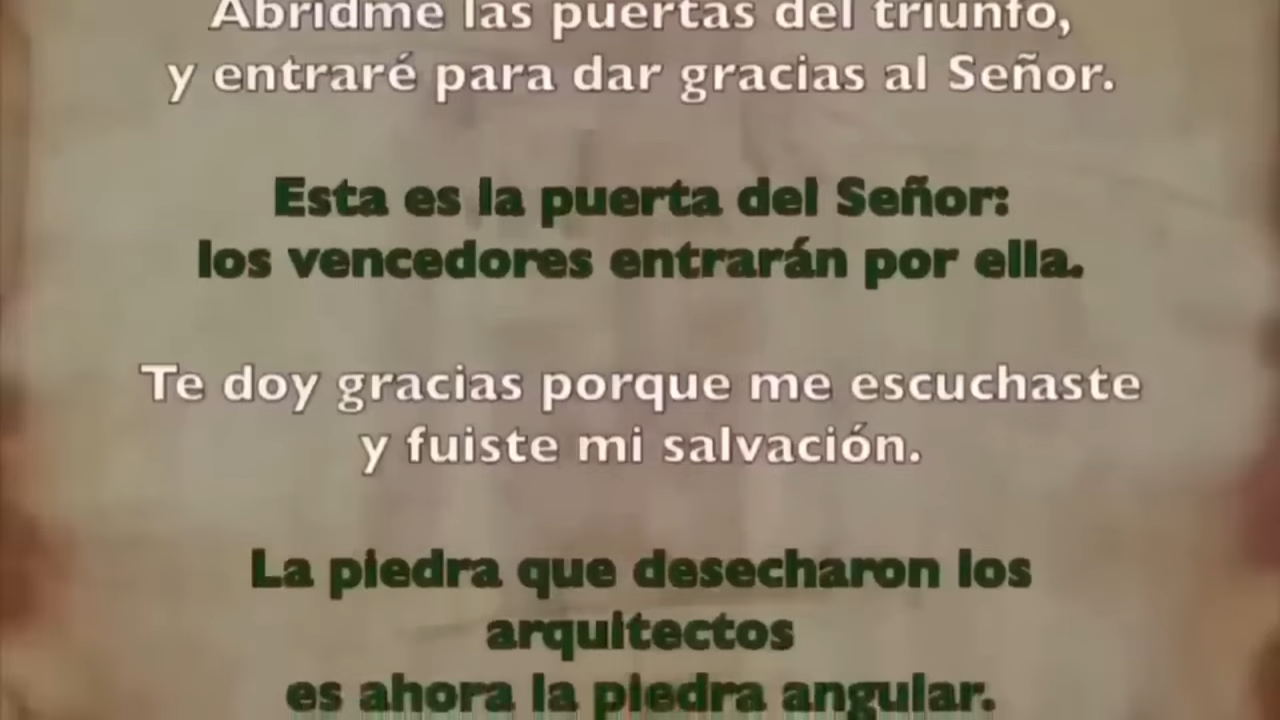 Abridme las puertas del triunfo,
y entraré para dar gracias al Señor.
Esta es la puerta del Señor:
los vencedores entrarán por ella.
Te doy gracias porque me escuchaste
y fuiste mi salvación.
La piedra que desecharon los
arquitectos
es ahora la piedra angular.